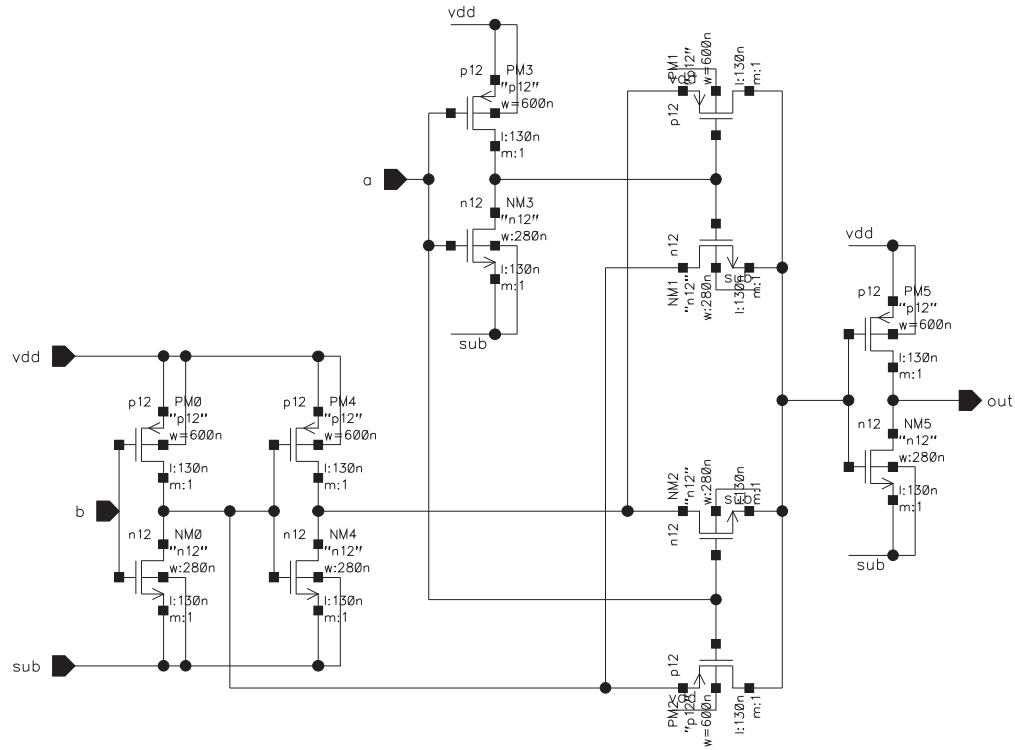 vdd
p12 PM3
"p12"
w=600n
l:130n
m:1
a
n12 NM3
"n12"
w:280n
l:130n
m:1
sub
PM1
vdd
"p12"
w=600n
l:130n
m:1
p12
n12
NM1
"n12"
w:280n
sub
l:130n
m:1
vdd
p12 PM5
"p12"
w=600n
l:130n
m:1
out
n12 NM5
"n12"
w:280n
l:130n
m:1
sub
vdd
p12 PM0
"p12"
w=600n
l:130n
m:1
b
n12 NM0
"n12"
w:280n
l:130n
m:1
sub
p12 PM4
"p12"
w=600n
l:130n
m:1
n12 NM4
"n12"
w:280n
l:130n
m:1
NM2
"n12"
w:280n
sub
l:130n
m:1
n12
p12
PM2
vdd
"p12"
w=600n
l:130n
m:1